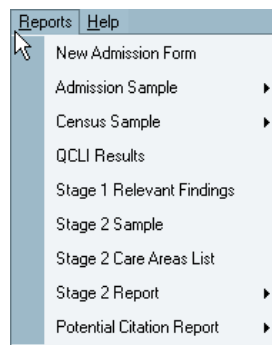 Reports Help
New Admission Form
Admission Sample
Census Sample
QCLI Results
Stage 1 Relevant Findings
Stage 2 Sample
Stage 2 Care Areas List
Stage 2 Report
Potential Citation Report